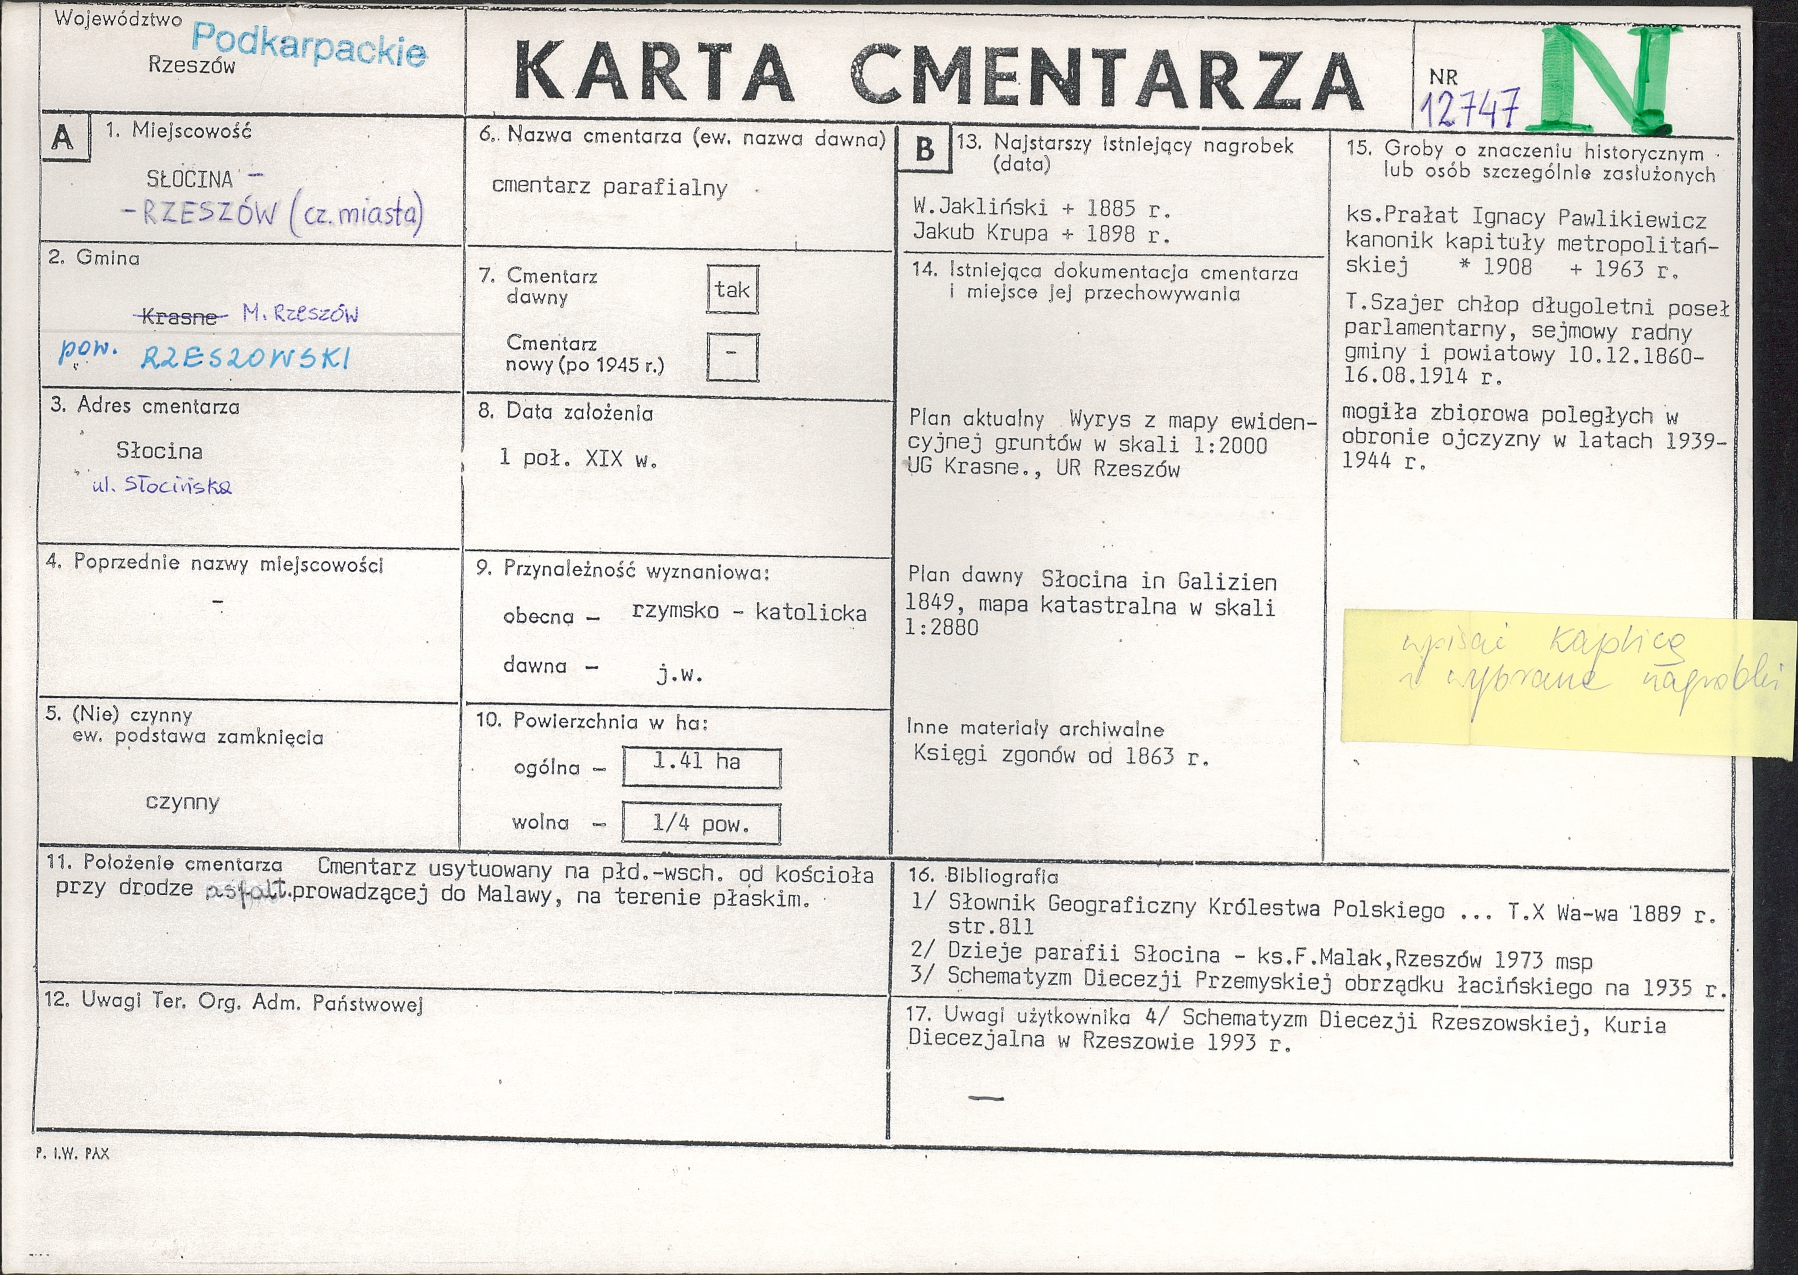 Województwo
Podkarpackie
Rzeszów
KARTA CMENTARZA
NR
12747
N
A
1. Miejscowość
SŁOCINA –
– RZESZÓW (cz. miasta)
2. Gmina
Krasne M. Rzeszów
pow. RZESZOWSKI
3. Adres cmentarza
Słocina
ul. Słocińska
4. Poprzednie nazwy miejscowości
–
5. (Nie) czynny
ew. podstawa zamknięcia
czynny
6. Nazwa cmentarza (ew. nazwa dawna)
cmentarz parafialny
7. Cmentarz
dawny
tak
Cmentarz
nowy (po 1945 r.)
-
8. Data założenia
1 poł. XIX w.
9. Przynależność wyznaniowa:
obecna – rzymsko - katolicka
dawna – j.w.
10. Powierzchnia w ha:
ogólna – 1.41 ha
wolna – 1/4 pow.
11. Położenie cmentarza Cmentarz usytuowany na płd.-wsch. od kościoła
przy drodze asfalt.prowadzącej do Malawy, na terenie płaskim.
12. Uwagi Ter. Org. Adm. Państwowej
B
13. Najstarszy istniejący nagrobek
(data)
W.Jakliński + 1885 r.
Jakub Krupa + 1898 r.
14. Istniejąca dokumentacja cmentarza
i miejsce jej przechowywania
Plan aktualny Wyrys z mapy ewiden-
cyjnej gruntów w skali 1:2000
UG Krasne., UR Rzeszów
Plan dawny Słocina in Galizien
1849, mapa katastralna w skali
1:2880
Inne materiały archiwalne
Księgi zgonów od 1863 r.
15. Groby o znaczeniu historycznym
lub osób szczególnie zasłużonych
ks.Prałat Ignacy Pawlikiewicz
kanonik kapituły metropolitań-
skiej * 1908 + 1963 r.
T.Szajer chłop długoletni poseł
parlamentarny, sejmowy radny
gminy i powiatowy 10.12.1860-
16.08.1914 r.
mogiła zbiorowa poległych w
obronie ojczyzny w latach 1939-
1944 r.
wpisać kaplicę
i wybrane nagrobki
16. Bibliografia
1/ Słownik Geograficzny Królestwa Polskiego ... T.X Wa-wa 1889 r.
str.811
2/ Dzieje parafii Słocina - ks.F.Malak,Rzeszów 1973 msp
3/ Schematyzm Diecezji Przemyskiej obrządku łacińskiego na 1935 r.
17. Uwagi użytkownika 4/ Schematyzm Diecezji Rzeszowskiej, Kuria
Diecezjalna w Rzeszowie 1993 r.
—
P. I.W. PAX